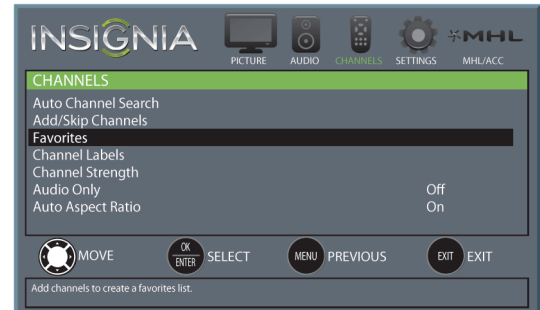 INSIGNIA
PICTURE AUDIO CHANNELS SETTINGS MHL MHL/ACC
CHANNELS
Auto Channel Search
Add/Skip Channels
Favorites
Channel Labels
Channel Strength
Audio Only Off
Auto Aspect Ratio On
MOVE OK ENTER SELECT MENU PREVIOUS EXIT EXIT
Add channels to create a favorites list.